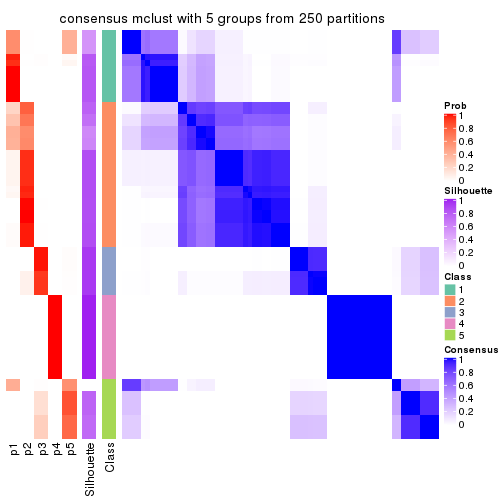 consensus mclust with 5 groups from 250 partitions
Prob
1
0.8
0.6
0.4
0.2
0
Silhouette
1
0.8
0.6
0.4
0.2
0
Class
1
2
3
4
5
Consensus
1
0.8
0.6
0.4
0.2
0
p1
p2
p3
p4
p5
Silhouette
Class